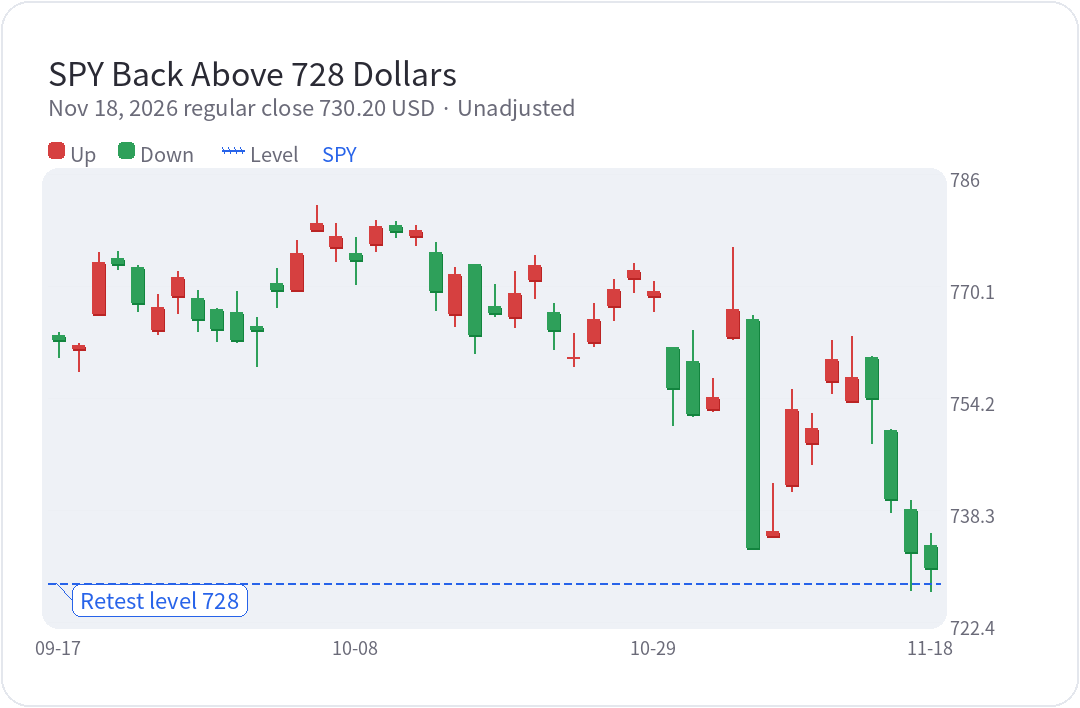 SPY Back Above 728 Dollars
Nov 18, 2026 regular close 730.20 USD · Unadjusted
Up Down Level SPY
786
770.1
754.2
738.3
722.4
Retest level 728
09-17 10-08 10-29 11-18